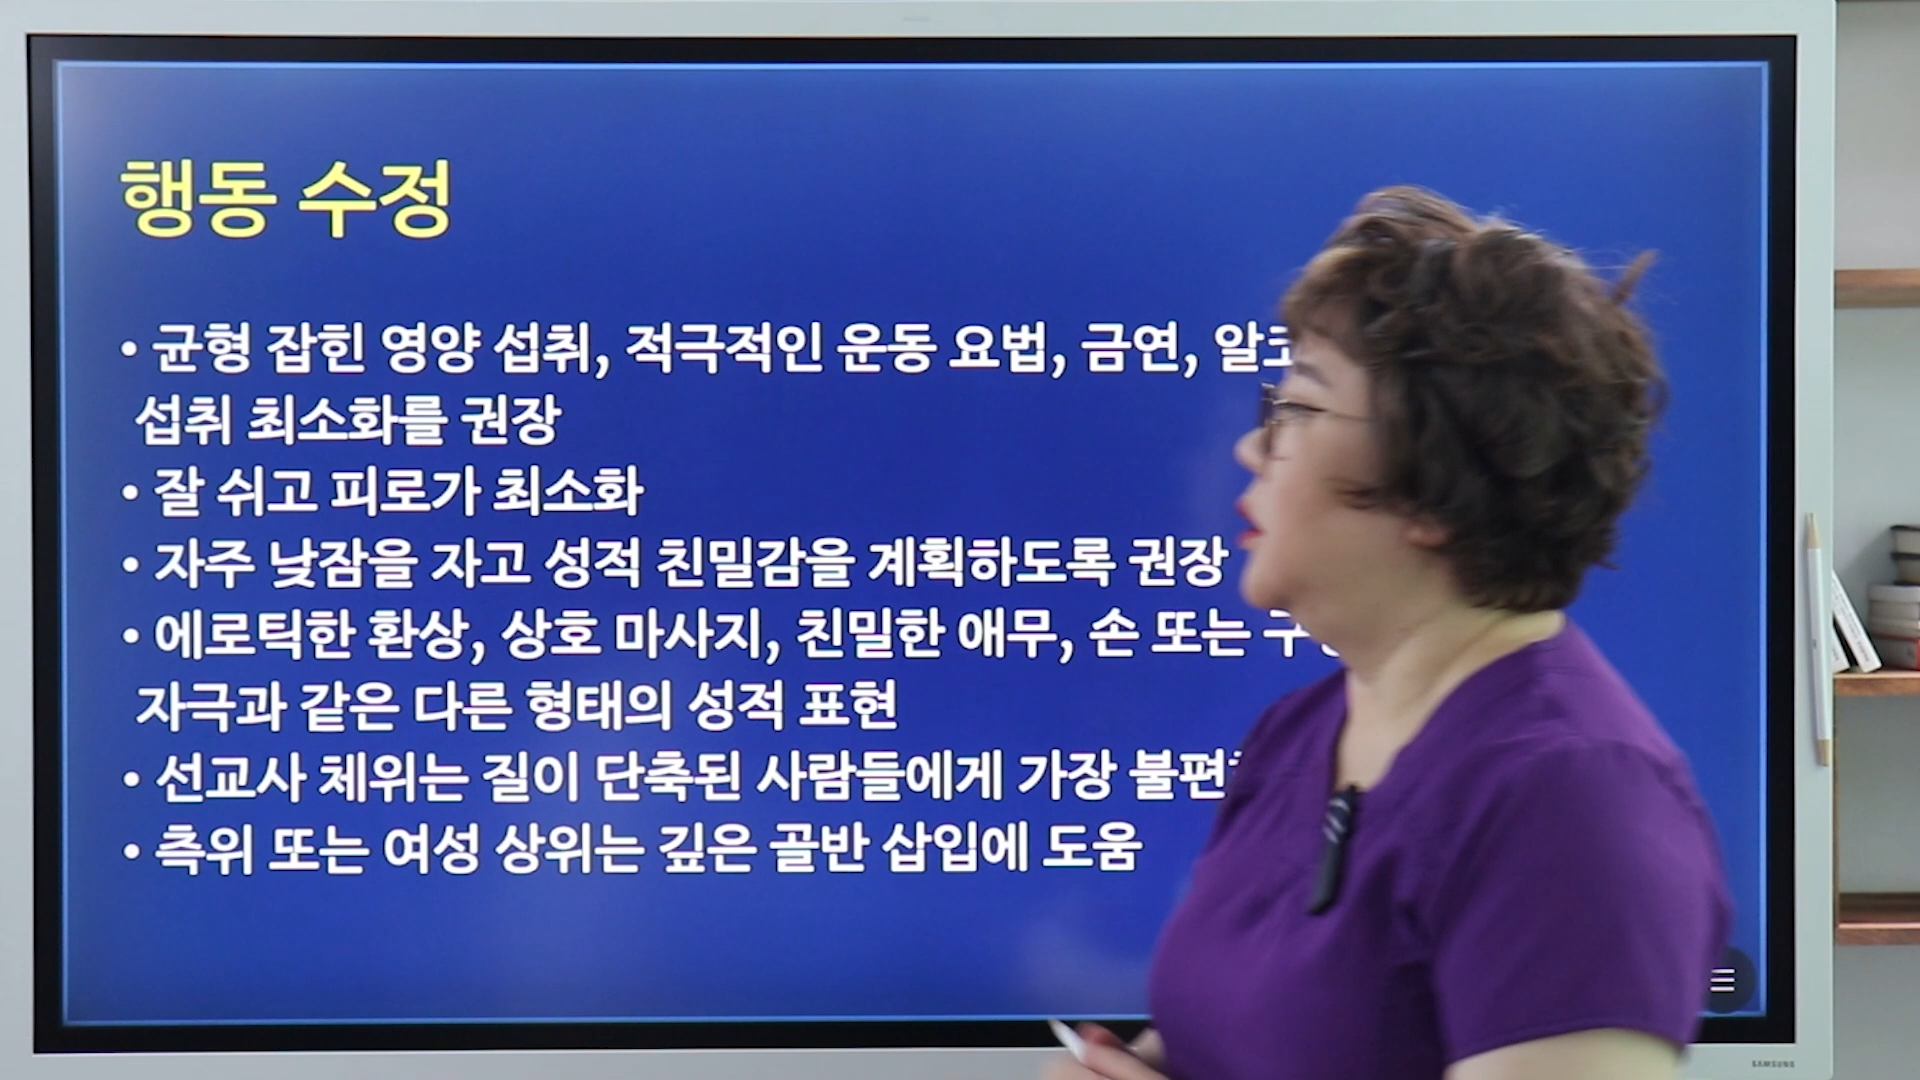 행동 수정
• 균형 잡힌 영양 섭취, 적극적인 운동 요법, 금연,
섭취 최소화를 권장
• 잘 쉬고 피로가 최소화
• 자주 낮잠을 자고 성적 친밀감을 계획하도록 권장
• 에로틱한 환상, 상호 마사지, 친밀한 애무, 손 또는
자극과 같은 다른 형태의 성적 표현
• 선교사 체위는 질이 단축된 사람들에게 가장
• 측위 또는 여성 상위는 깊은 골반 삽입에 도움
SAMSUNG